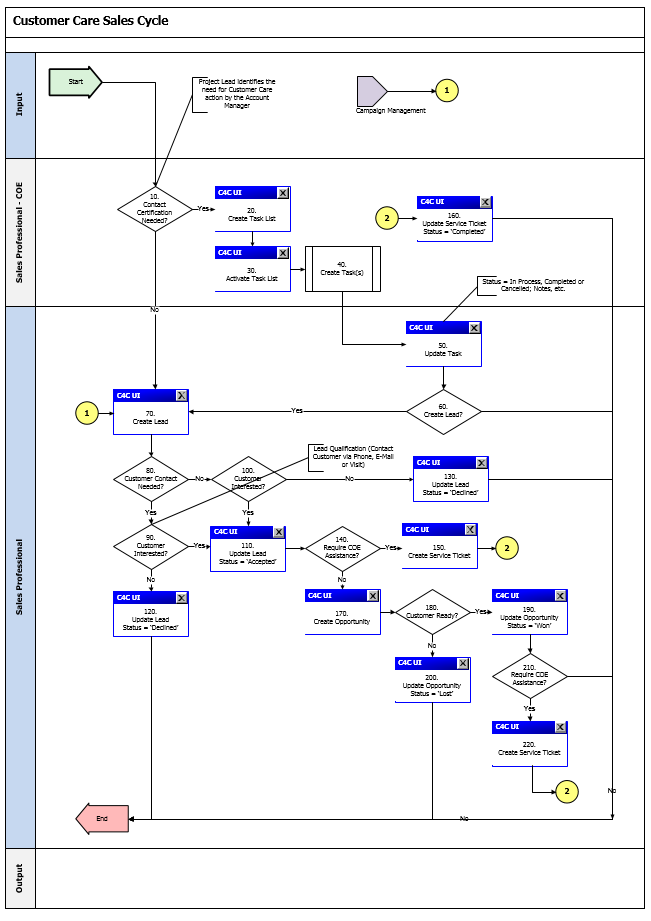 Customer Care Sales Cycle
Input
Start
Project Lead Identifies the
need for Customer Care
action by the Account
Manager
1
Campaign Management
Sales Professional - COE
10.
Contact
Certification
Needed?
Yes
C4C UI X
20.
Create Task List
C4C UI X
30.
Activate Task List
40.
Create Task(s)
2
C4C UI X
160.
Update Service Ticket
Status = 'Completed'
Status = In Process, Completed or
Cancelled; Notes, etc.
No
Sales Professional
C4C UI X
50.
Update Task
60.
Create Lead?
Yes
1
C4C UI X
70.
Create Lead
80.
Customer Contact
Needed?
No
100.
Customer
Interested?
Lead Qualification (Contact
Customer via Phone, E-Mail
or Visit)
No
C4C UI X
130.
Update Lead
Status = 'Declined'
Yes
Yes
90.
Customer
Interested?
Yes
C4C UI X
110.
Update Lead
Status = 'Accepted'
140.
Require COE
Assistance?
Yes
C4C UI X
150.
Create Service Ticket
2
No
No
C4C UI X
120.
Update Lead
Status = 'Declined'
C4C UI X
170.
Create Opportunity
180.
Customer Ready?
Yes
C4C UI X
190.
Update Opportunity
Status = 'Won'
No
C4C UI X
200.
Update Opportunity
Status = 'Lost'
210.
Require COE
Assistance?
Yes
C4C UI X
220.
Create Service Ticket
2
No
End
No
Output